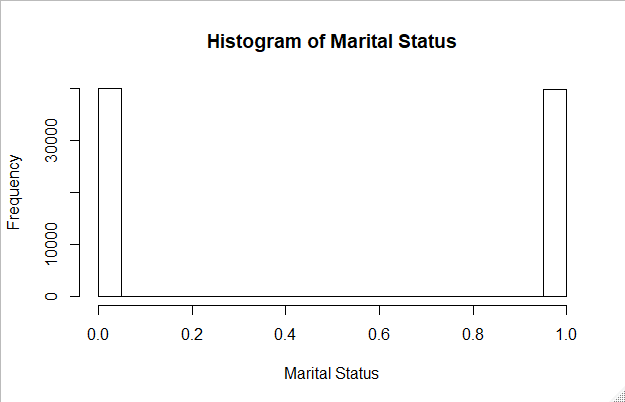 Histogram of Marital Status
Frequency
30000
10000
0
0.0 0.2 0.4 0.6 0.8 1.0
Marital Status